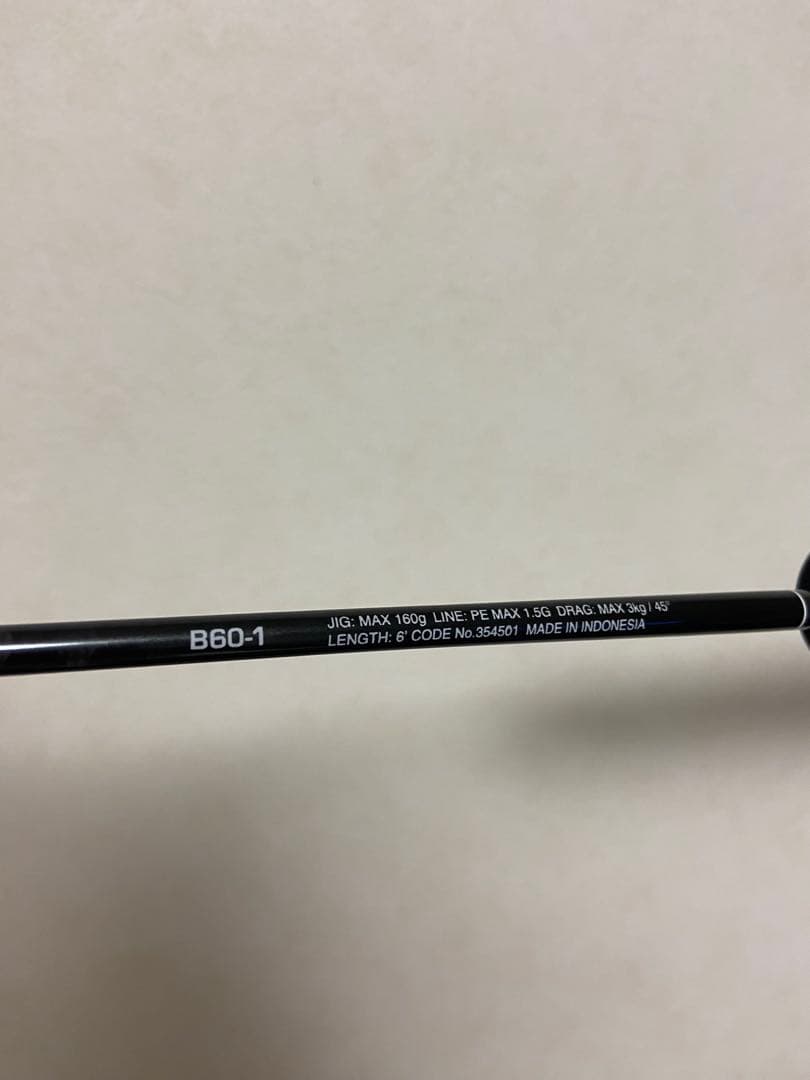 B60-1
JIG: MAX 160g LINE: PE MAX 1.5G DRAG: MAX 3kg / 45°
LENGTH: 6' CODE No.354501 MADE IN INDONESIA